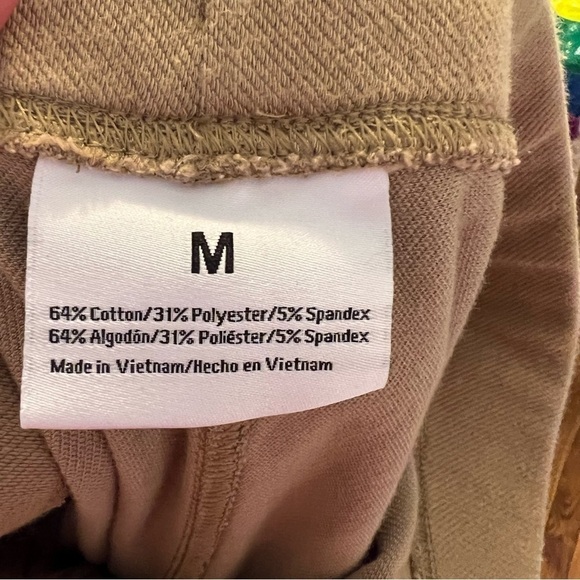 M
64% Cotton/31% Polyester/5% Spandex
64% Algodón/31% Poliéster/5% Spandex
Made in Vietnam/Hecho en Vietnam